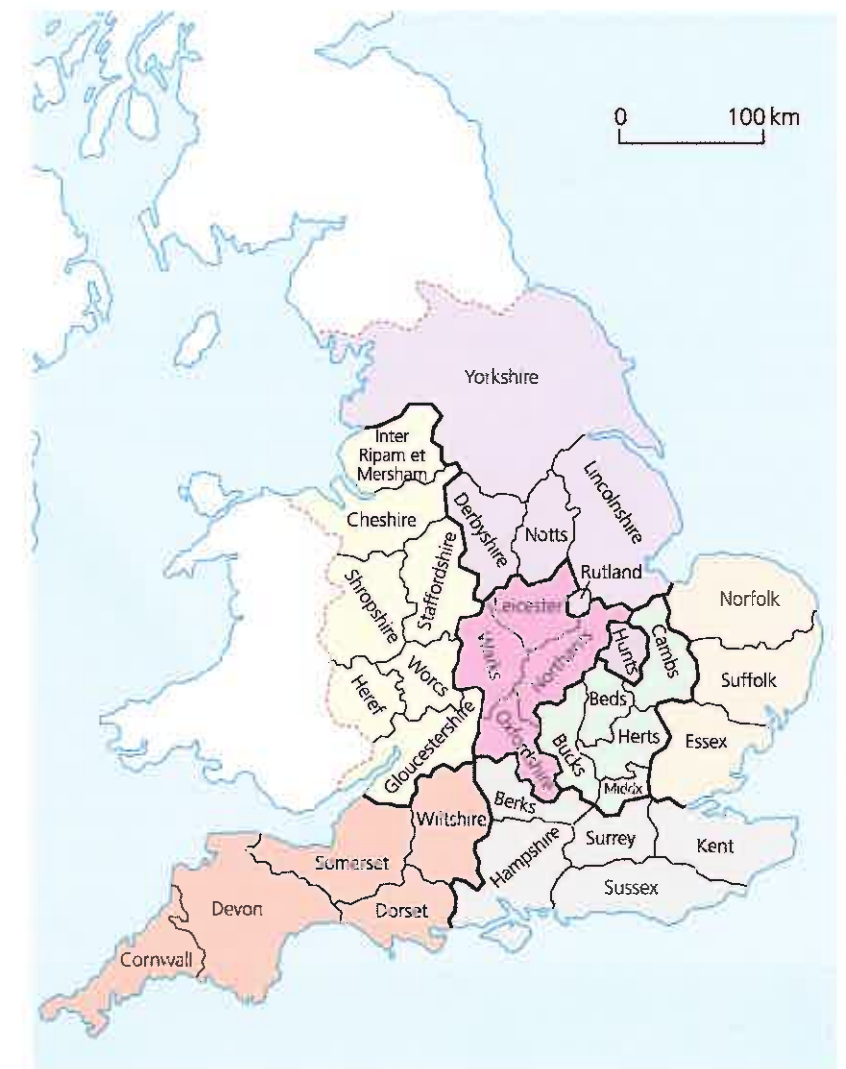 0 100 km
Yorkshire
Inter
Ripam et
Mersham
Lincolnshire
Derbyshire
Notts
Cheshire
Staffordshire
Shropshire
Rutland
Leicester
Norfolk
Warks
Northants
Hunts
Cambs
Suffolk
Worcs
Heref
Beds
Herts
Essex
Gloucestershire
Oxfordshire
Bucks
Middx
Berks
Wiltshire
Hampshire
Surrey
Kent
Somerset
Sussex
Devon
Dorset
Cornwall